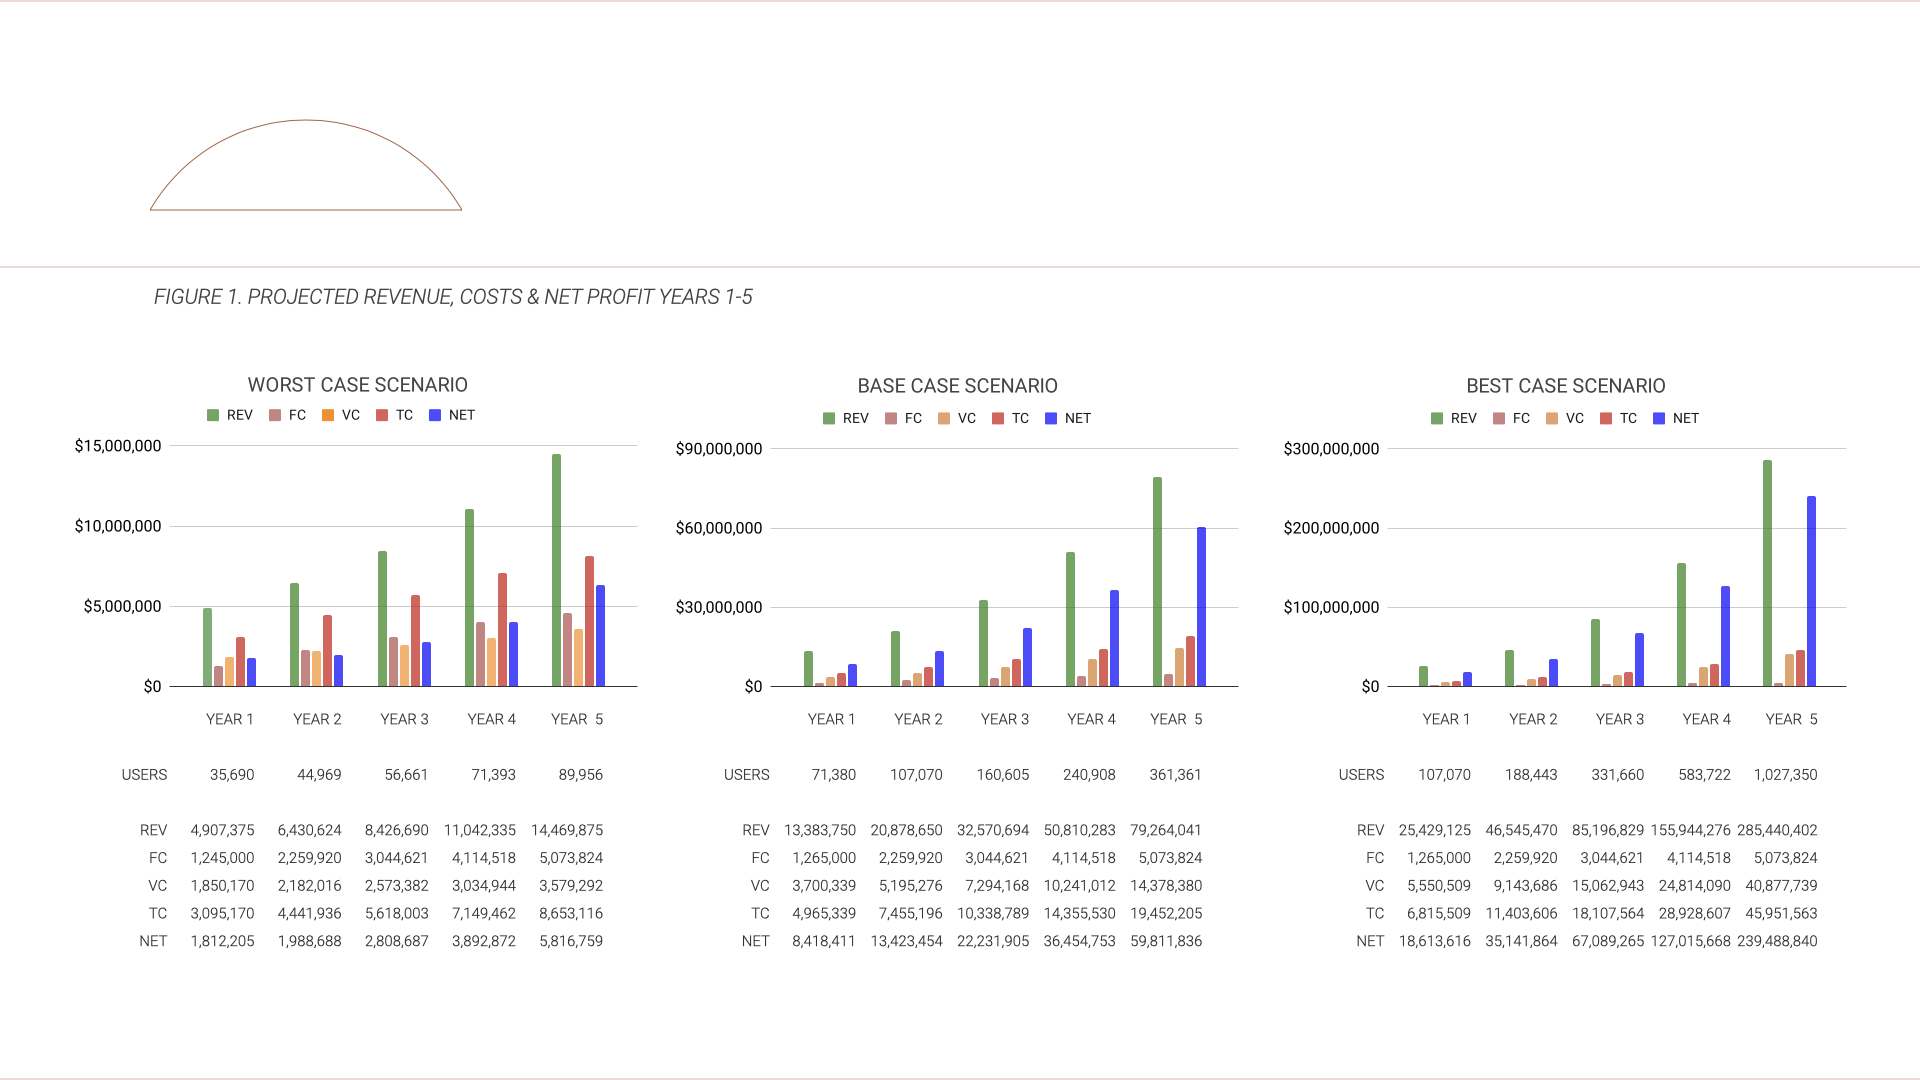 FIGURE 1. PROJECTED REVENUE, COSTS & NET PROFIT YEARS 1-5
WORST CASE SCENARIO
REV FC VC TC NET
$15,000,000
$10,000,000
$5,000,000
$0
YEAR 1 YEAR 2 YEAR 3 YEAR 4 YEAR 5
USERS 35,690 44,969 56,661 71,393 89,956
REV 4,907,375 6,430,624 8,426,690 11,042,335 14,469,875
FC 1,245,000 2,259,920 3,044,621 4,114,518 5,073,824
VC 1,850,170 2,182,016 2,573,382 3,034,944 3,579,292
TC 3,095,170 4,441,936 5,618,003 7,149,462 8,653,116
NET 1,812,205 1,988,688 2,808,687 3,892,872 5,816,759
BASE CASE SCENARIO
REV FC VC TC NET
$90,000,000
$60,000,000
$30,000,000
$0
YEAR 1 YEAR 2 YEAR 3 YEAR 4 YEAR 5
USERS 71,380 107,070 160,605 240,908 361,361
REV 13,383,750 20,878,650 32,570,694 50,810,283 79,264,041
FC 1,265,000 2,259,920 3,044,621 4,114,518 5,073,824
VC 3,700,339 5,195,276 7,294,168 10,241,012 14,378,380
TC 4,965,339 7,455,196 10,338,789 14,355,530 19,452,205
NET 8,418,411 13,423,454 22,231,905 36,454,753 59,811,836
BEST CASE SCENARIO
REV FC VC TC NET
$300,000,000
$200,000,000
$100,000,000
$0
YEAR 1 YEAR 2 YEAR 3 YEAR 4 YEAR 5
USERS 107,070 188,443 331,660 583,722 1,027,350
REV 25,429,125 46,545,470 85,196,829 155,944,276 285,440,402
FC 1,265,000 2,259,920 3,044,621 4,114,518 5,073,824
VC 5,550,509 9,143,686 15,062,943 24,814,090 40,877,739
TC 6,815,509 11,403,606 18,107,564 28,928,607 45,951,563
NET 18,613,616 35,141,864 67,089,265 127,015,668 239,488,840